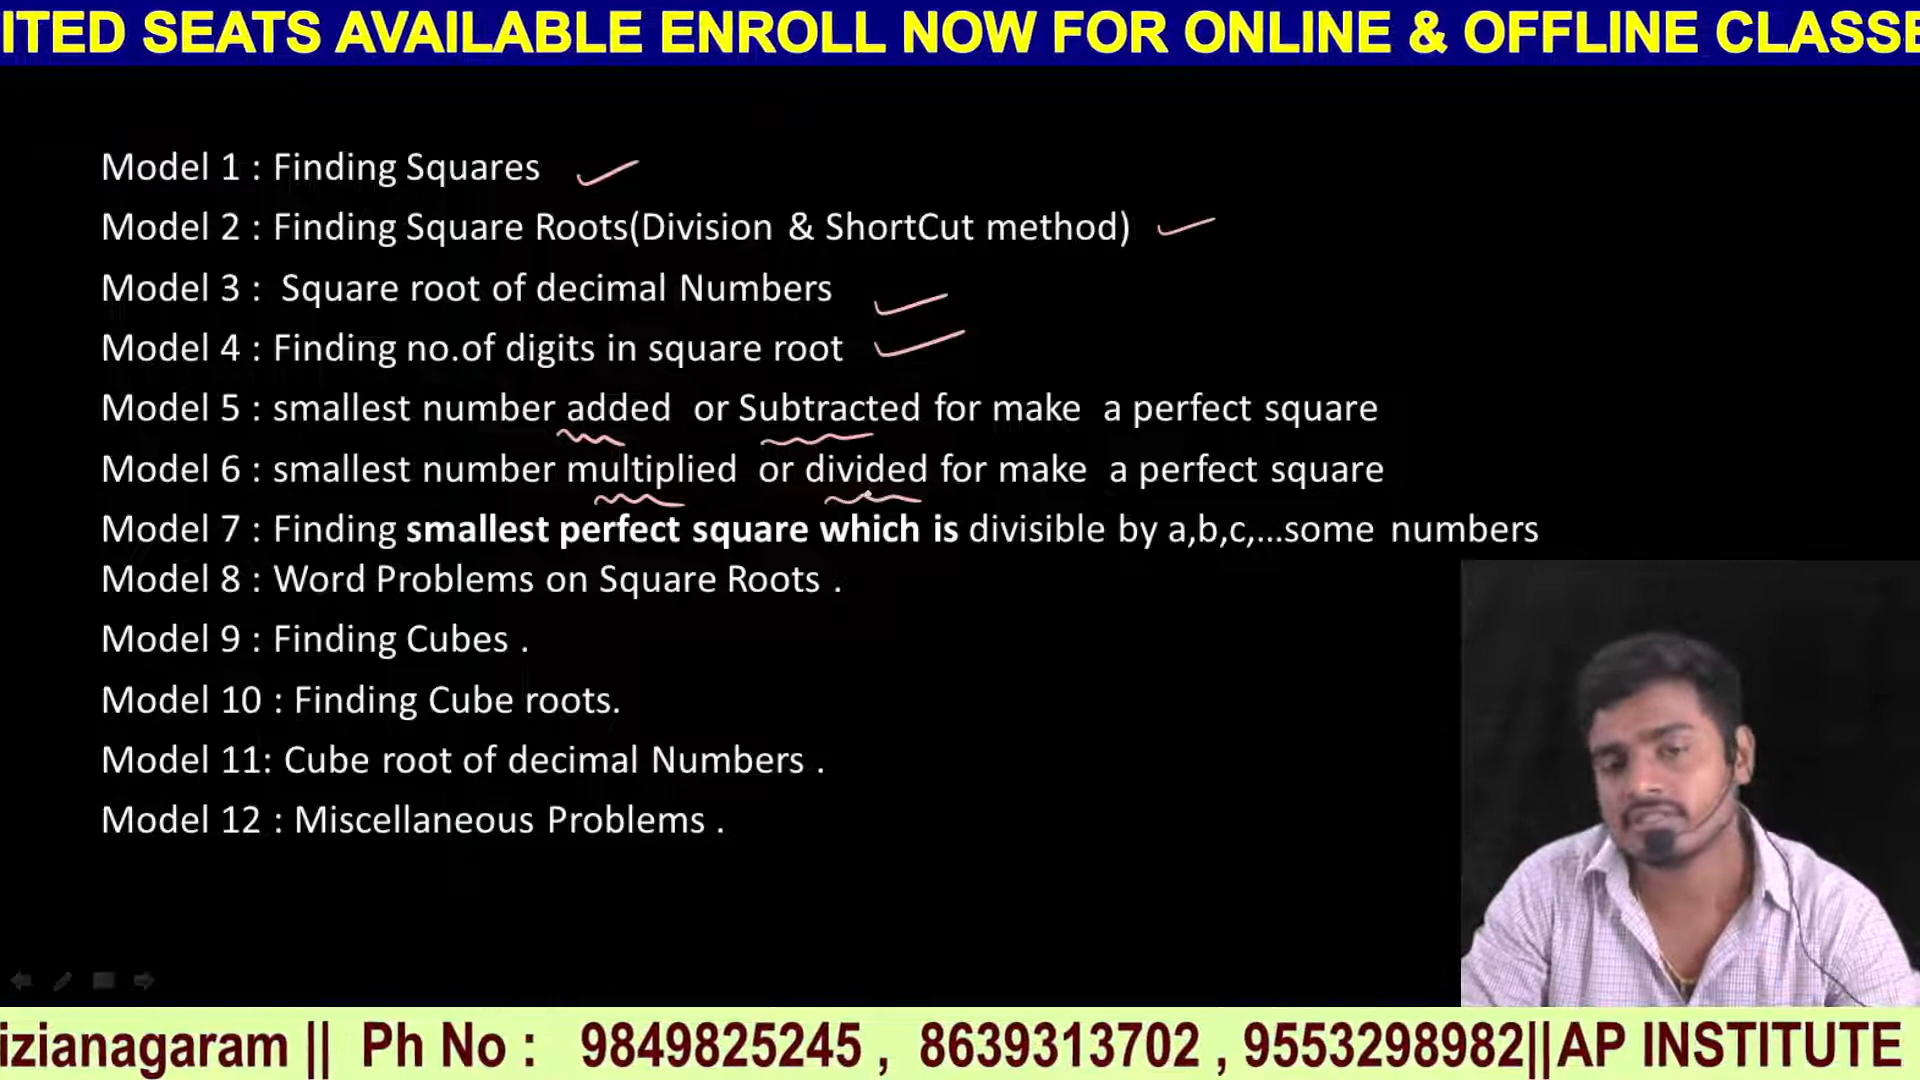 ITED SEATS AVAILABLE ENROLL NOW FOR ONLINE & OFFLINE CLASSE
Model 1 : Finding Squares
Model 2 : Finding Square Roots(Division & ShortCut method)
Model 3 : Square root of decimal Numbers
Model 4 : Finding no.of digits in square root
Model 5 : smallest number added or Subtracted for make a perfect square
Model 6 : smallest number multiplied or divided for make a perfect square
Model 7 : Finding smallest perfect square which is divisible by a,b,c,...some numbers
Model 8 : Word Problems on Square Roots .
Model 9 : Finding Cubes .
Model 10 : Finding Cube roots.
Model 11: Cube root of decimal Numbers .
Model 12 : Miscellaneous Problems .
izianagaram || Ph No : 9849825245 , 8639313702 , 9553298982||AP INSTITUTE